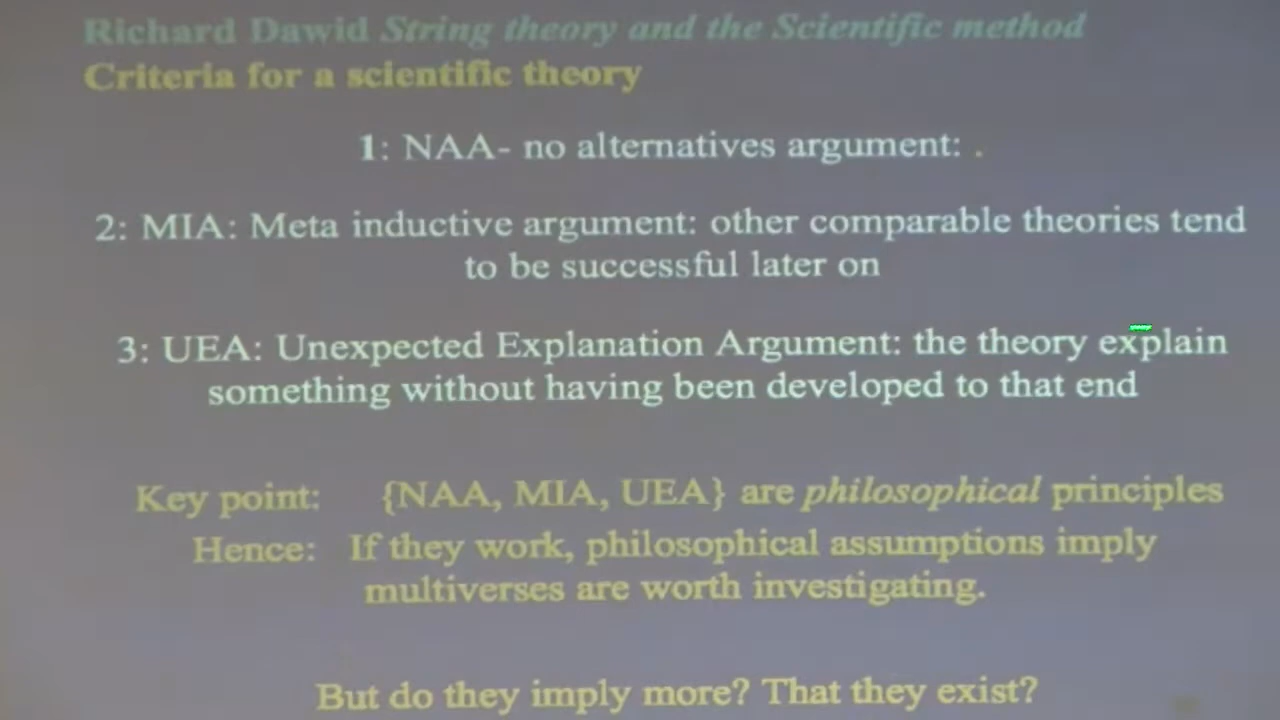 Richard Dawid String theory and the Scientific method
Criteria for a scientific theory
1: NAA- no alternatives argument: .
2: MIA: Meta inductive argument: other comparable theories tend
to be successful later on
3: UEA: Unexpected Explanation Argument: the theory explain
something without having been developed to that end
Key point: {NAA, MIA, UEA} are philosophical principles
Hence: If they work, philosophical assumptions imply
multiverses are worth investigating.
But do they imply more? That they exist?